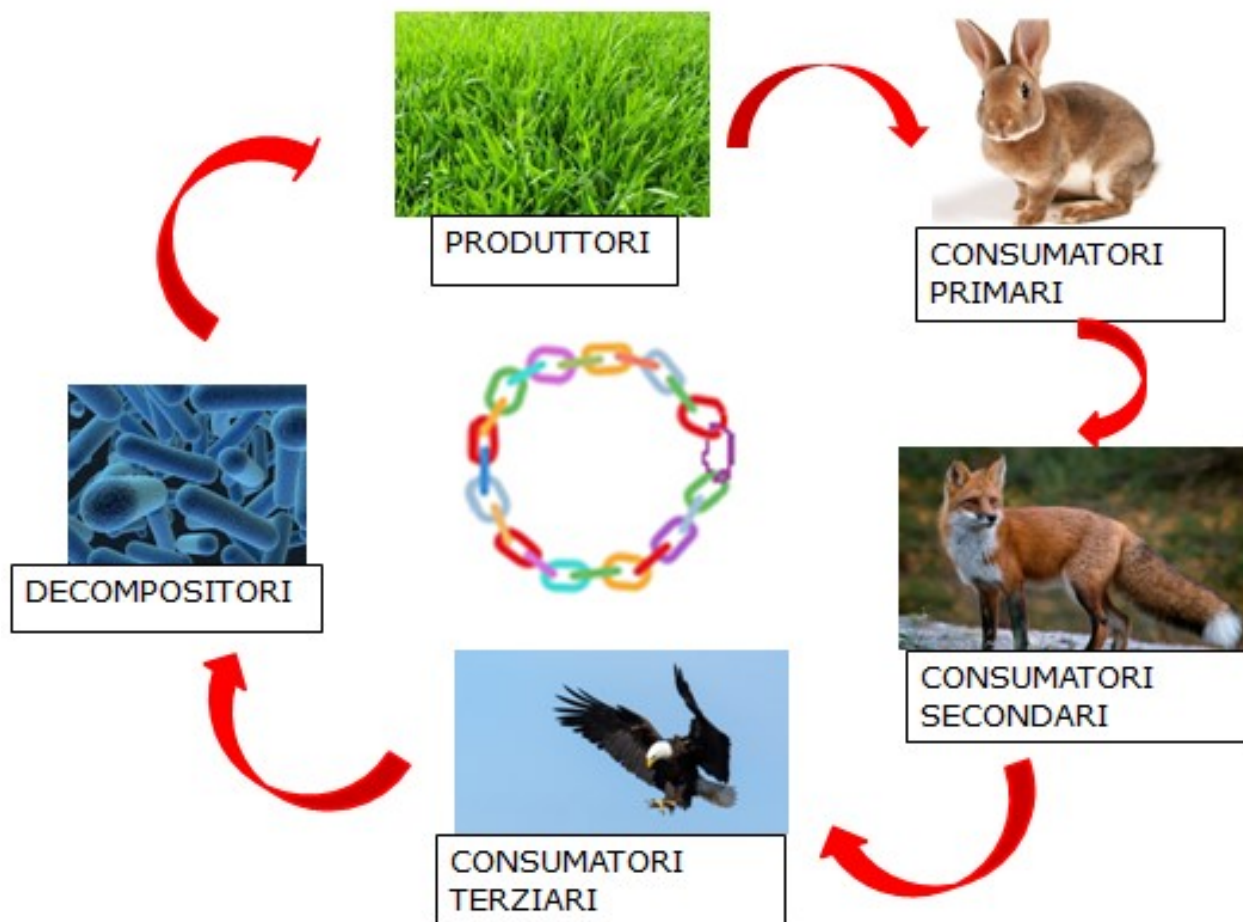 PRODUTTORI
CONSUMATORI
PRIMARI
CONSUMATORI
SECONDARI
CONSUMATORI
TERZIARI
DECOMPOSITORI